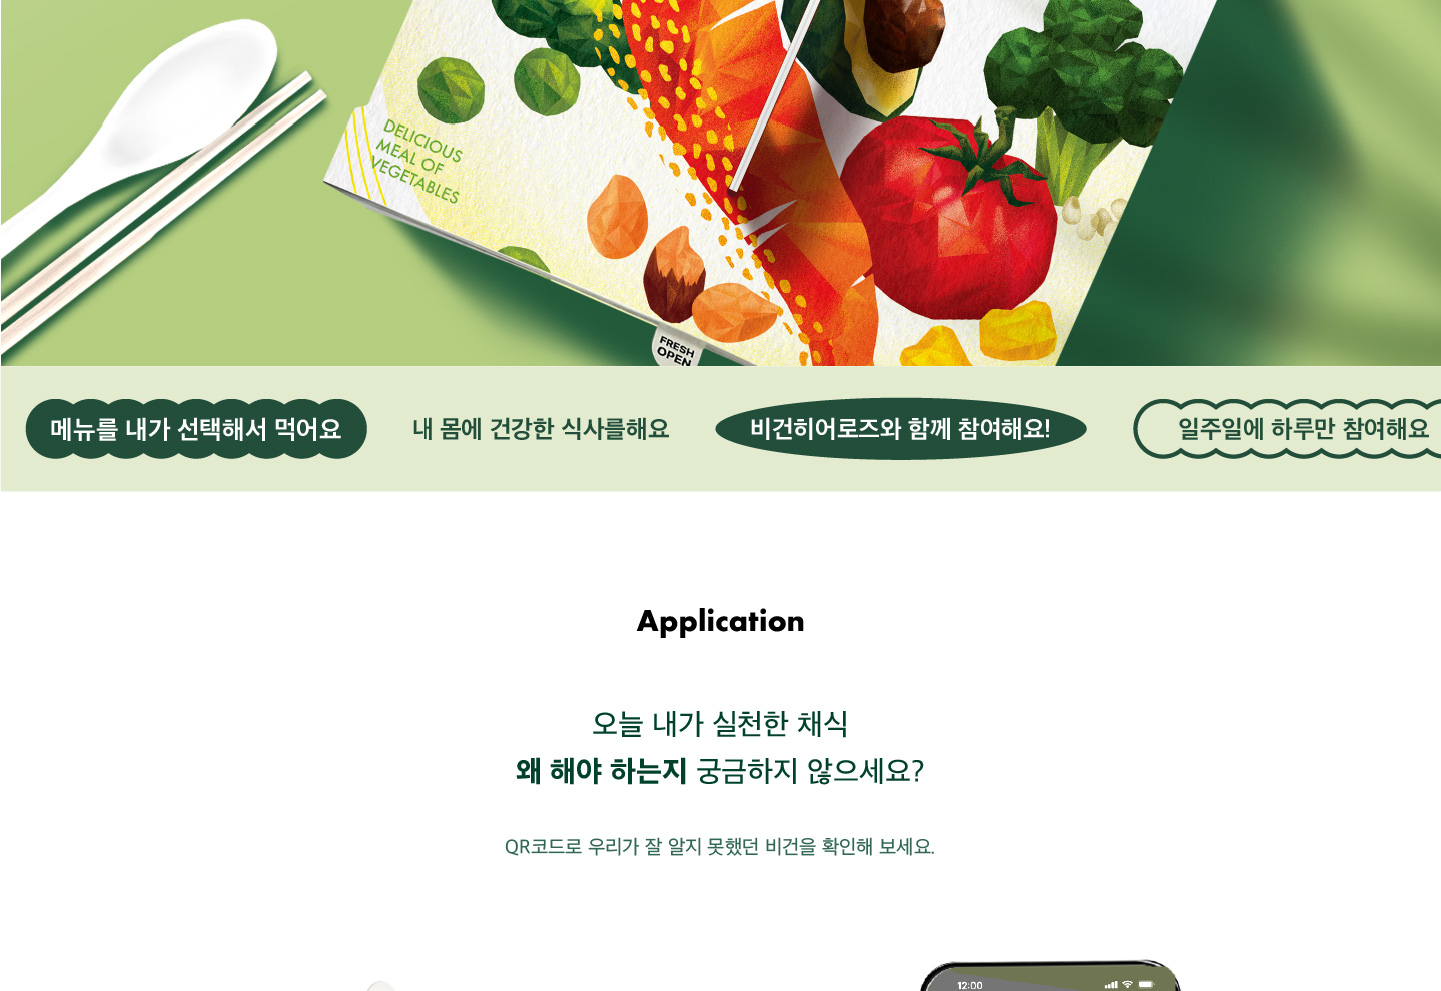 DELICIOUS
MEAL OF
VEGETABLES
FRESH
OPEN
메뉴를 내가 선택해서 먹어요
내 몸에 건강한 식사를해요
비건히어로즈와 함께 참여해요!
일주일에 하루만 참여해요
Application
오늘 내가 실천한 채식
왜 해야 하는지 궁금하지 않으세요?
QR코드로 우리가 잘 알지 못했던 비건을 확인해 보세요.
12:00